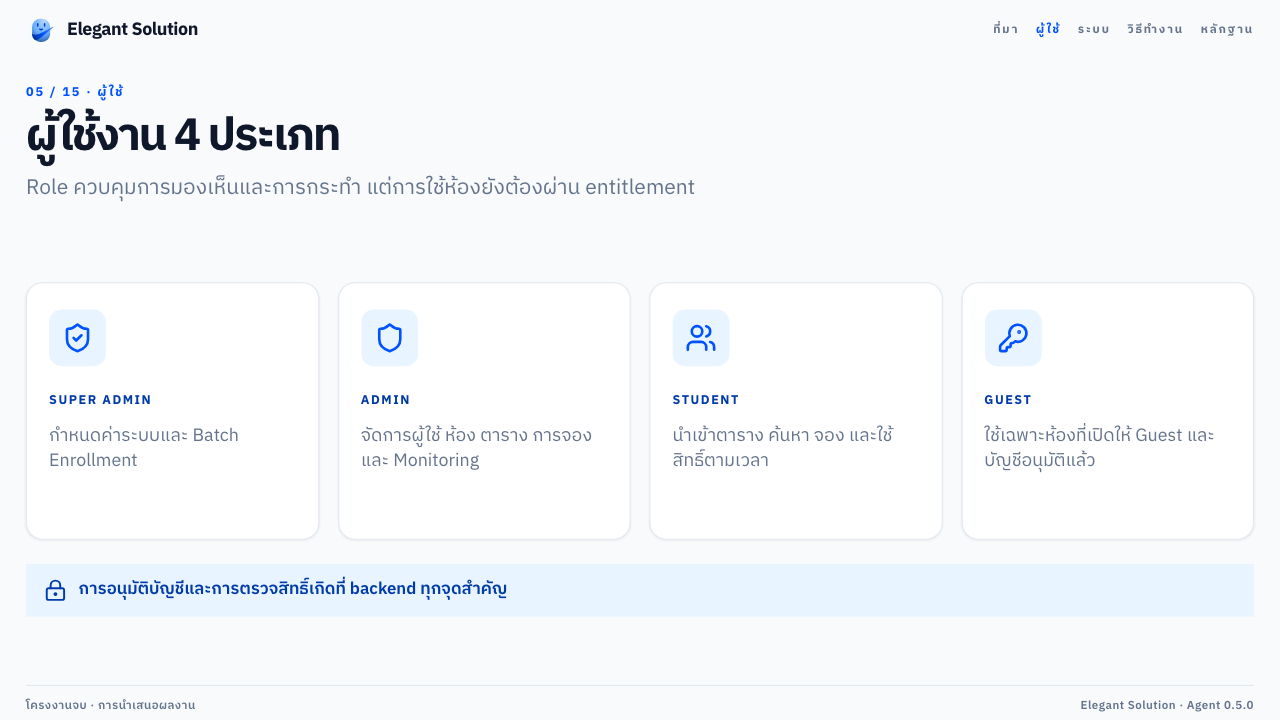 Elegant Solution
ที่มา ผู้ใช้ ระบบ วิธีทำงาน หลักฐาน
05 / 15 · ผู้ใช้
ผู้ใช้งาน 4 ประเภท
Role ควบคุมการมองเห็นและการกระทำ แต่การใช้ห้องยังต้องผ่าน entitlement
SUPER ADMIN
กำหนดค่าระบบและ Batch
Enrollment
ADMIN
จัดการผู้ใช้ ห้อง ตาราง การจอง
และ Monitoring
STUDENT
นำเข้าตาราง ค้นหา จอง และใช้
สิทธิ์ตามเวลา
GUEST
ใช้เฉพาะห้องที่เปิดให้ Guest และ
บัญชีอนุมัติแล้ว
การอนุมัติบัญชีและการตรวจสิทธิ์เกิดที่ backend ทุกจุดสำคัญ
โครงงานจบ · การนำเสนอผลงาน
Elegant Solution · Agent 0.5.0